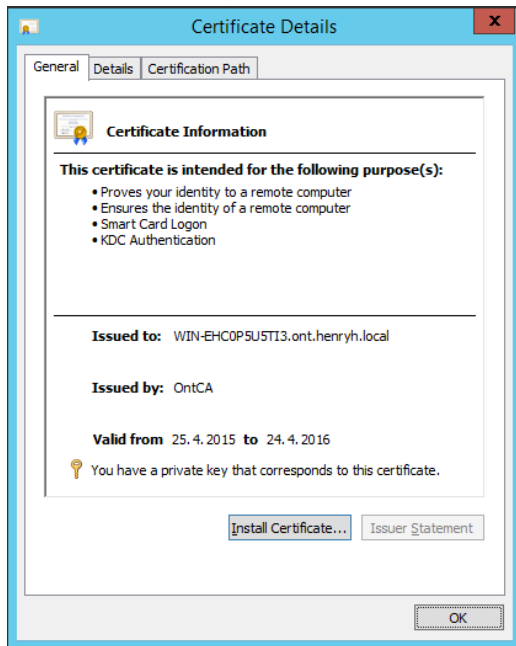 Certificate Details
x
General Details Certification Path
Certificate Information
This certificate is intended for the following purpose(s):
• Proves your identity to a remote computer
• Ensures the identity of a remote computer
• Smart Card Logon
• KDC Authentication
Issued to: WIN-EHC0P5U5TI3.ont.henryh.local
Issued by: OntCA
Valid from 25. 4. 2015 to 24. 4. 2016
You have a private key that corresponds to this certificate.
Install Certificate... Issuer Statement
OK